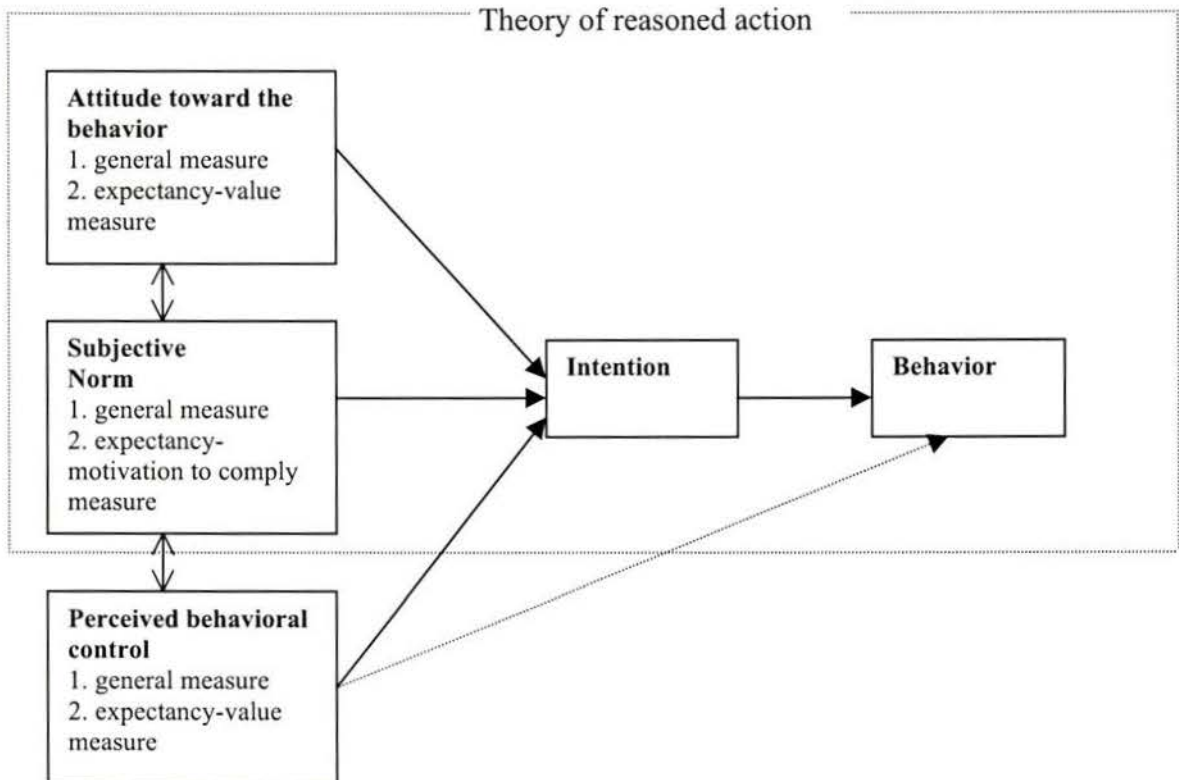 Theory of reasoned action
Attitude toward the
behavior
1. general measure
2. expectancy-value
measure
Subjective
Norm
1. general measure
2. expectancy-
motivation to comply
measure
Intention
Behavior
Perceived behavioral
control
1. general measure
2. expectancy-value
measure